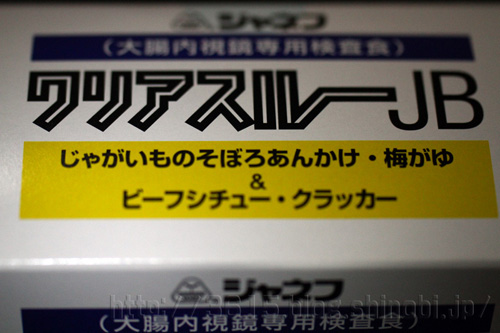 ジャネフ
(大腸内視鏡専用検査食)
クリアスルーJB
じゃがいものそぼろあんかけ・梅がゆ
&
ビーフシチュー・クラッカー
ジャネフ
(大腸内視鏡専用検査食)